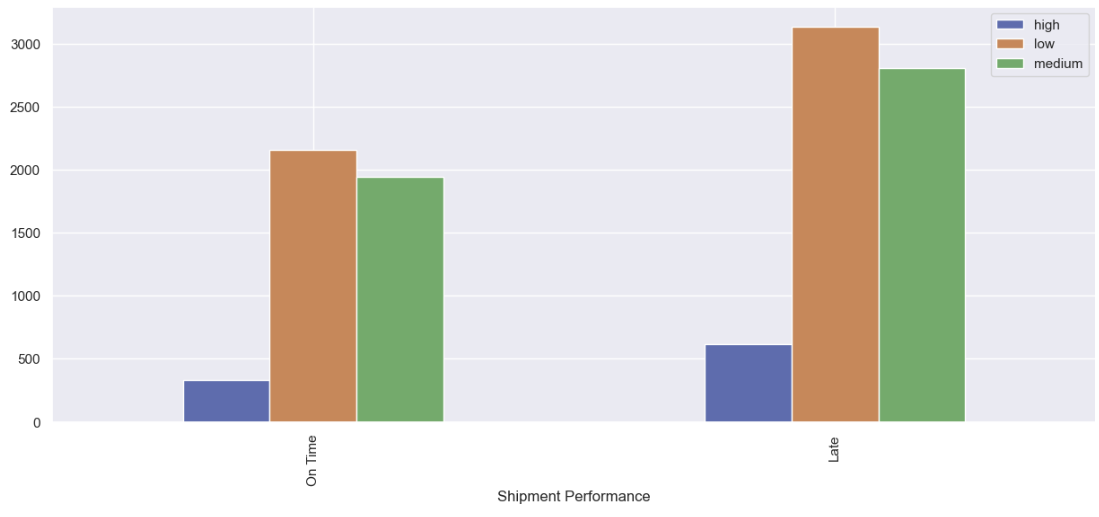 high
low
medium
3000
2500
2000
1500
1000
500
0
On Time
Late
Shipment Performance